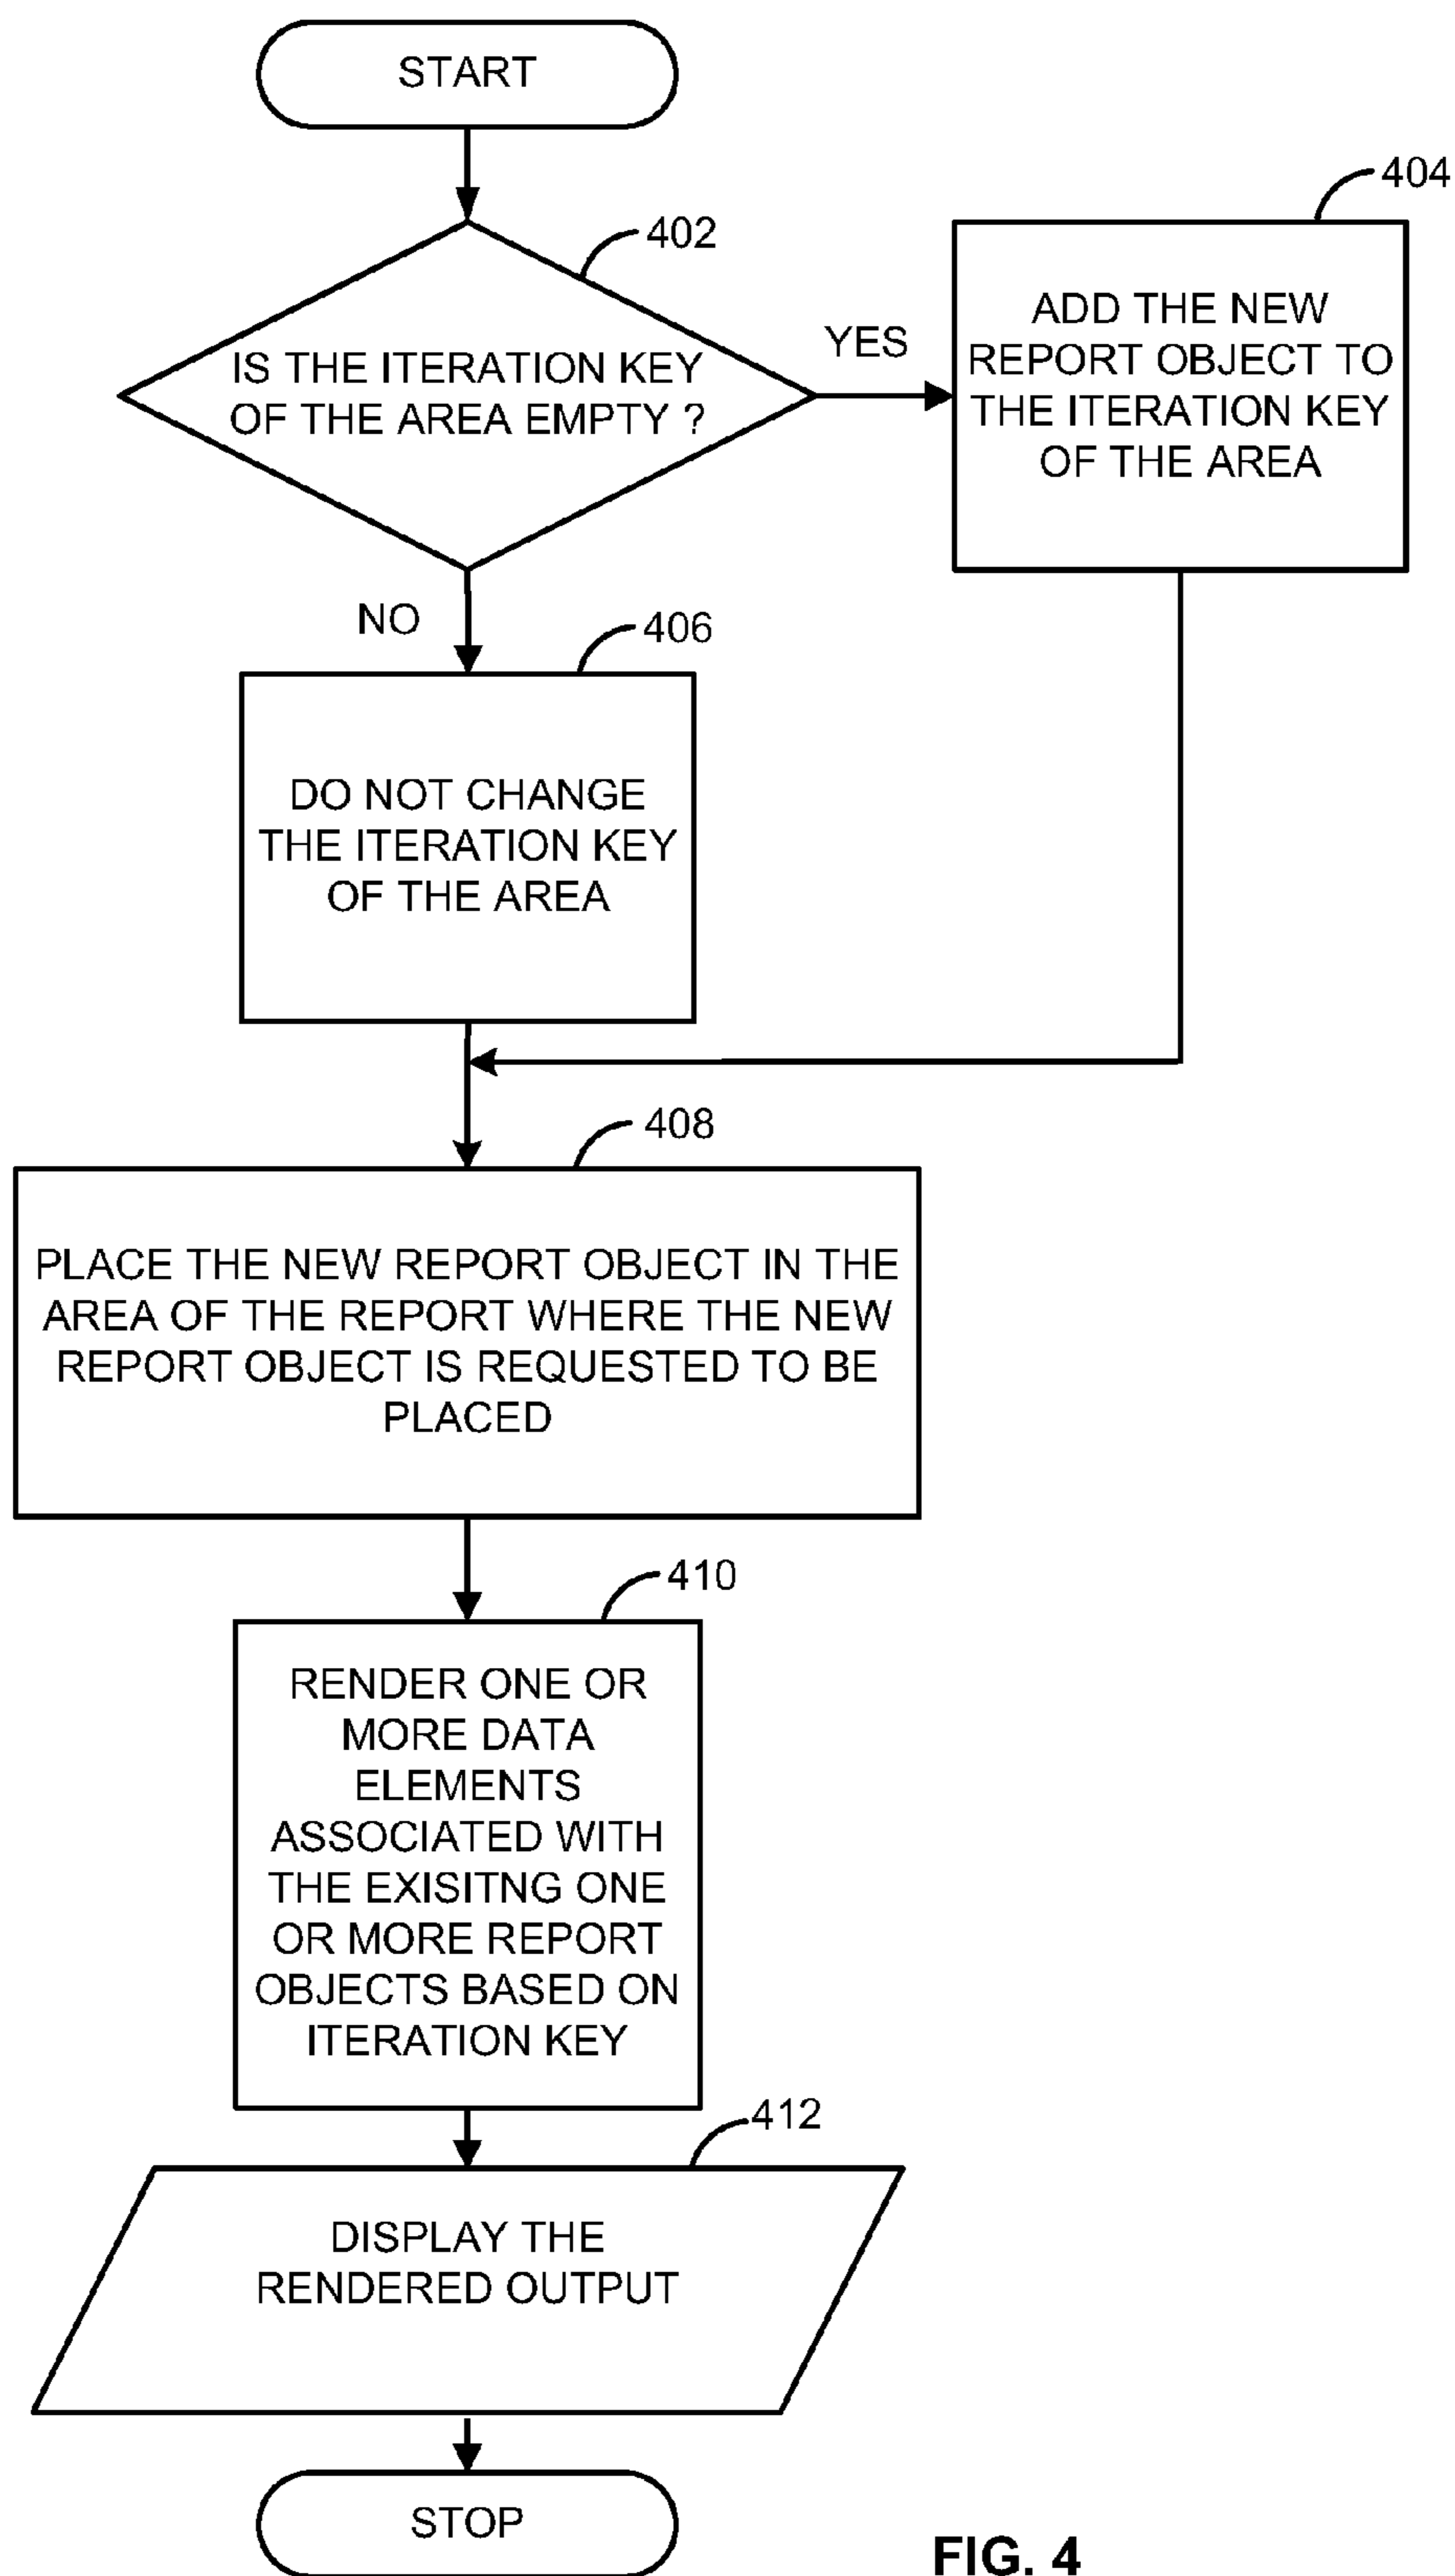 START
402
IS THE ITERATION KEY
OF THE AREA EMPTY ?
YES
404
ADD THE NEW
REPORT OBJECT TO
THE ITERATION KEY
OF THE AREA
NO
406
DO NOT CHANGE
THE ITERATION KEY
OF THE AREA
408
PLACE THE NEW REPORT OBJECT IN THE
AREA OF THE REPORT WHERE THE NEW
REPORT OBJECT IS REQUESTED TO BE
PLACED
410
RENDER ONE OR
MORE DATA
ELEMENTS
ASSOCIATED WITH
THE EXISITNG ONE
OR MORE REPORT
OBJECTS BASED ON
ITERATION KEY
412
DISPLAY THE
RENDERED OUTPUT
STOP
FIG. 4